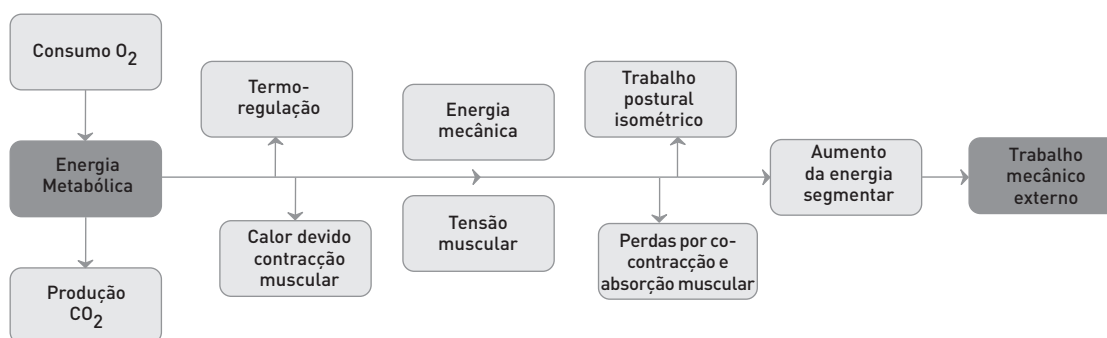 Consumo O2
Energia
Metabólica
Produção
CO2
Termo-
regulação
Calor devido
contracção
muscular
Energia
mecânica
Tensão
muscular
Trabalho
postural
isométrico
Perdas por co-
contracção e
absorção muscular
Aumento
da energia
segmentar
Trabalho
mecânico
externo